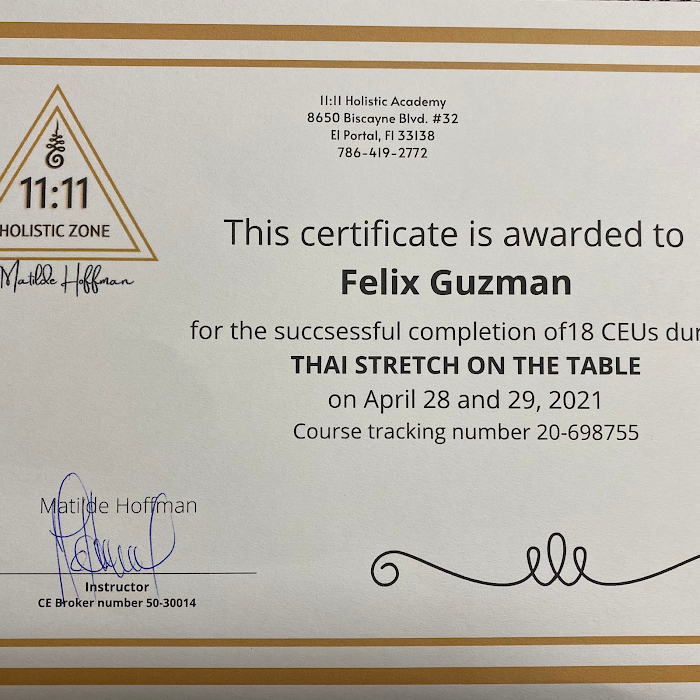 11:11 Holistic Academy
8650 Biscayne Blvd. #32
El Portal, Fl 33138
786-419-2772
11:11
HOLISTIC ZONE
Matilde Hoffman
This certificate is awarded to
Felix Guzman
for the succsessful completion of18 CEUs dur
THAI STRETCH ON THE TABLE
on April 28 and 29, 2021
Course tracking number 20-698755
Matilde Hoffman
Instructor
CE Broker number 50-30014